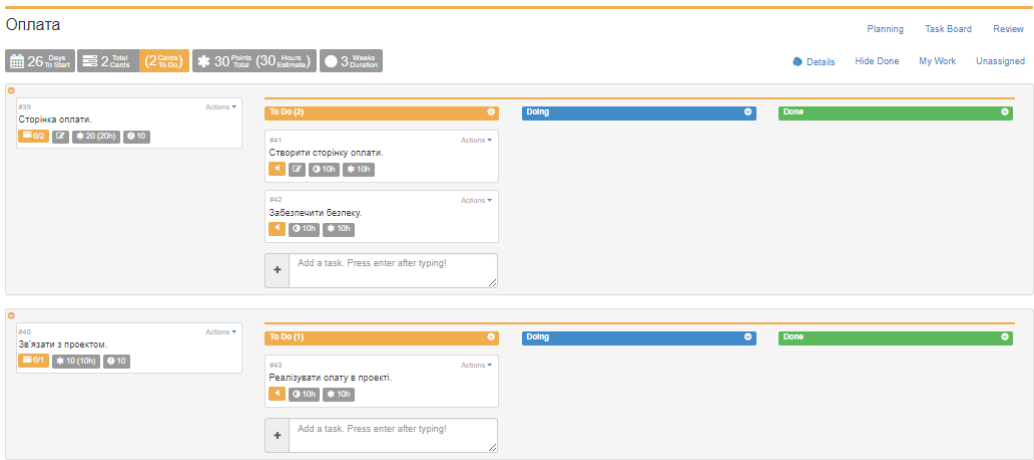 Оплата
Planning Task Board Review
26 Days To Start 2 Total Cards (2 Cards To Do) 30 Points Total (30 Hours Estimate) 3 Weeks Duration
Details Hide Done My Work Unassigned
#39 Actions
Сторінка оплати.
0/2 20 (20h) 10
To Do (2) Doing Done
#41 Actions
Створити сторінку оплати.
10h 10h
#42 Actions
Забезпечити безпеку.
10h 10h
Add a task. Press enter after typing!
#40 Actions
Зв'язати з проектом.
0/1 10 (10h) 10
To Do (1) Doing Done
#43 Actions
Реалізувати опату в проекті.
10h 10h
Add a task. Press enter after typing!